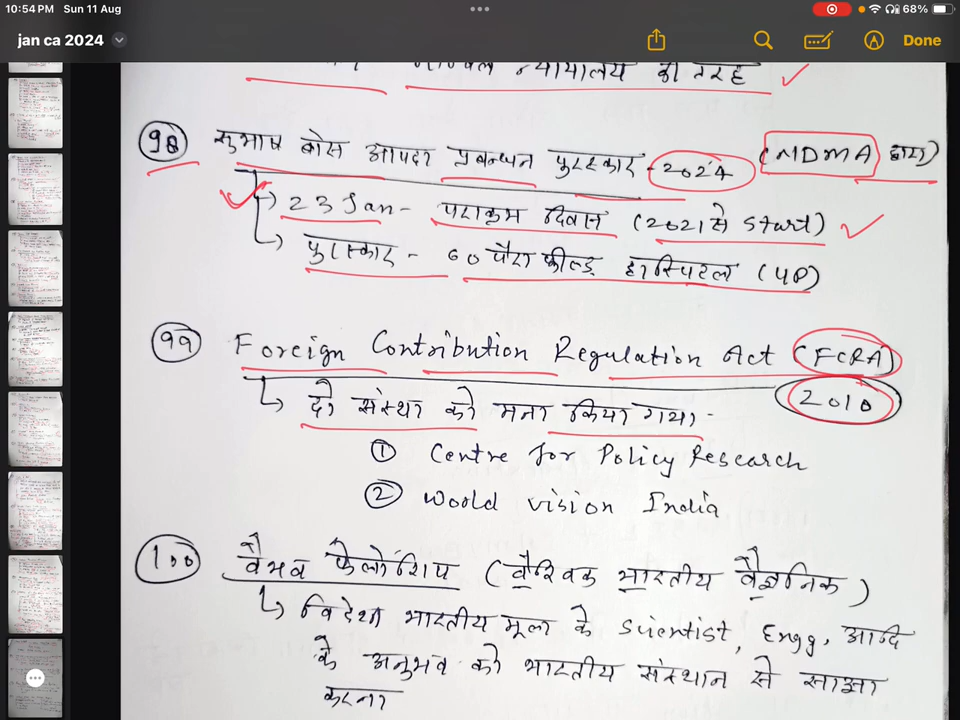 10:54 PM Sun 11 Aug
68%
jan ca 2024
Done
न्यायालय की तरह
98 सुभाष बोस आपदा प्रबन्धन पुरस्कार - 2024 (NDMA द्वारा)
23 Jan - पराक्रम दिवस (2021 से Start)
पुरस्कार - 60 पैरा फील्ड हास्पिटल (UP)
99 Foreign Contribution Regulation Act (FCRA)
2010
दो संस्था को मना किया गया -
① Centre for Policy Research
② World vision India
100 वैभव फैलोशिप (वैश्विक भारतीय वैज्ञानिक)
विदेशी भारतीय मूल के Scientist, Engg, आदि
के अनुभव को भारतीय संस्थान से साझा
करना